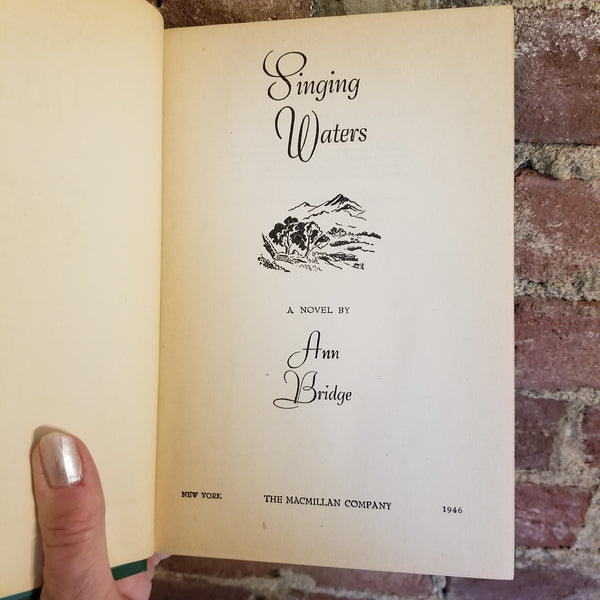 Singing
Waters
A NOVEL BY
Ann
Bridge
NEW YORK THE MACMILLAN COMPANY 1946